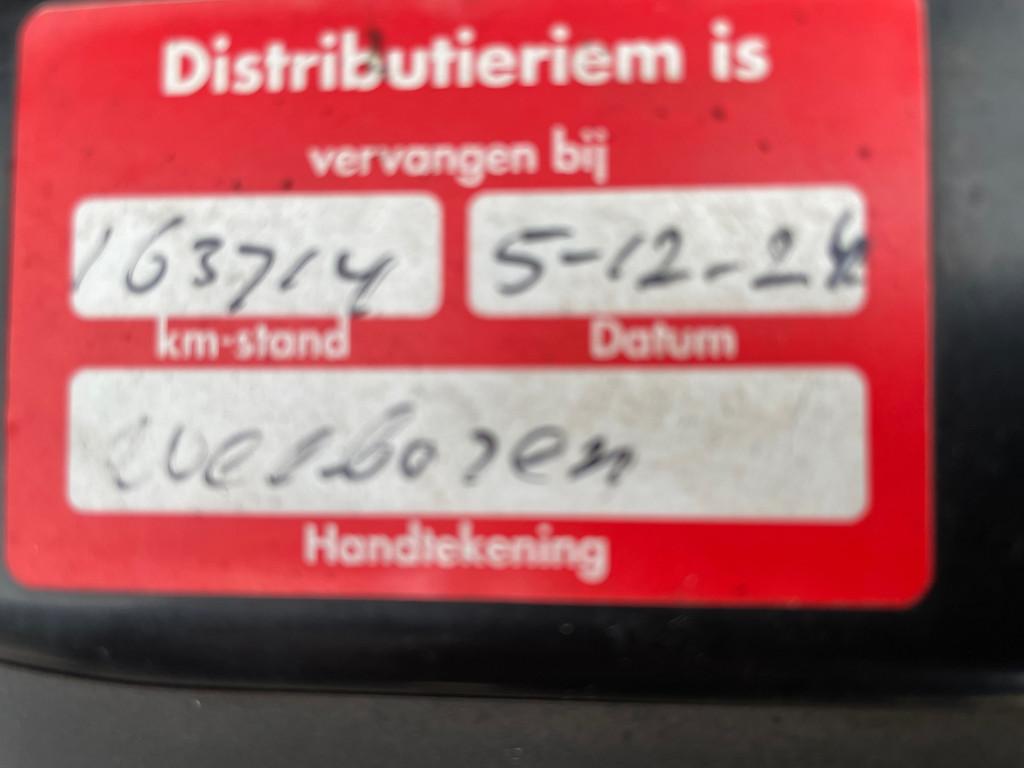 Distributieriem is
vervangen bij
163714 5-12-24
km-stand Datum
Handtekening